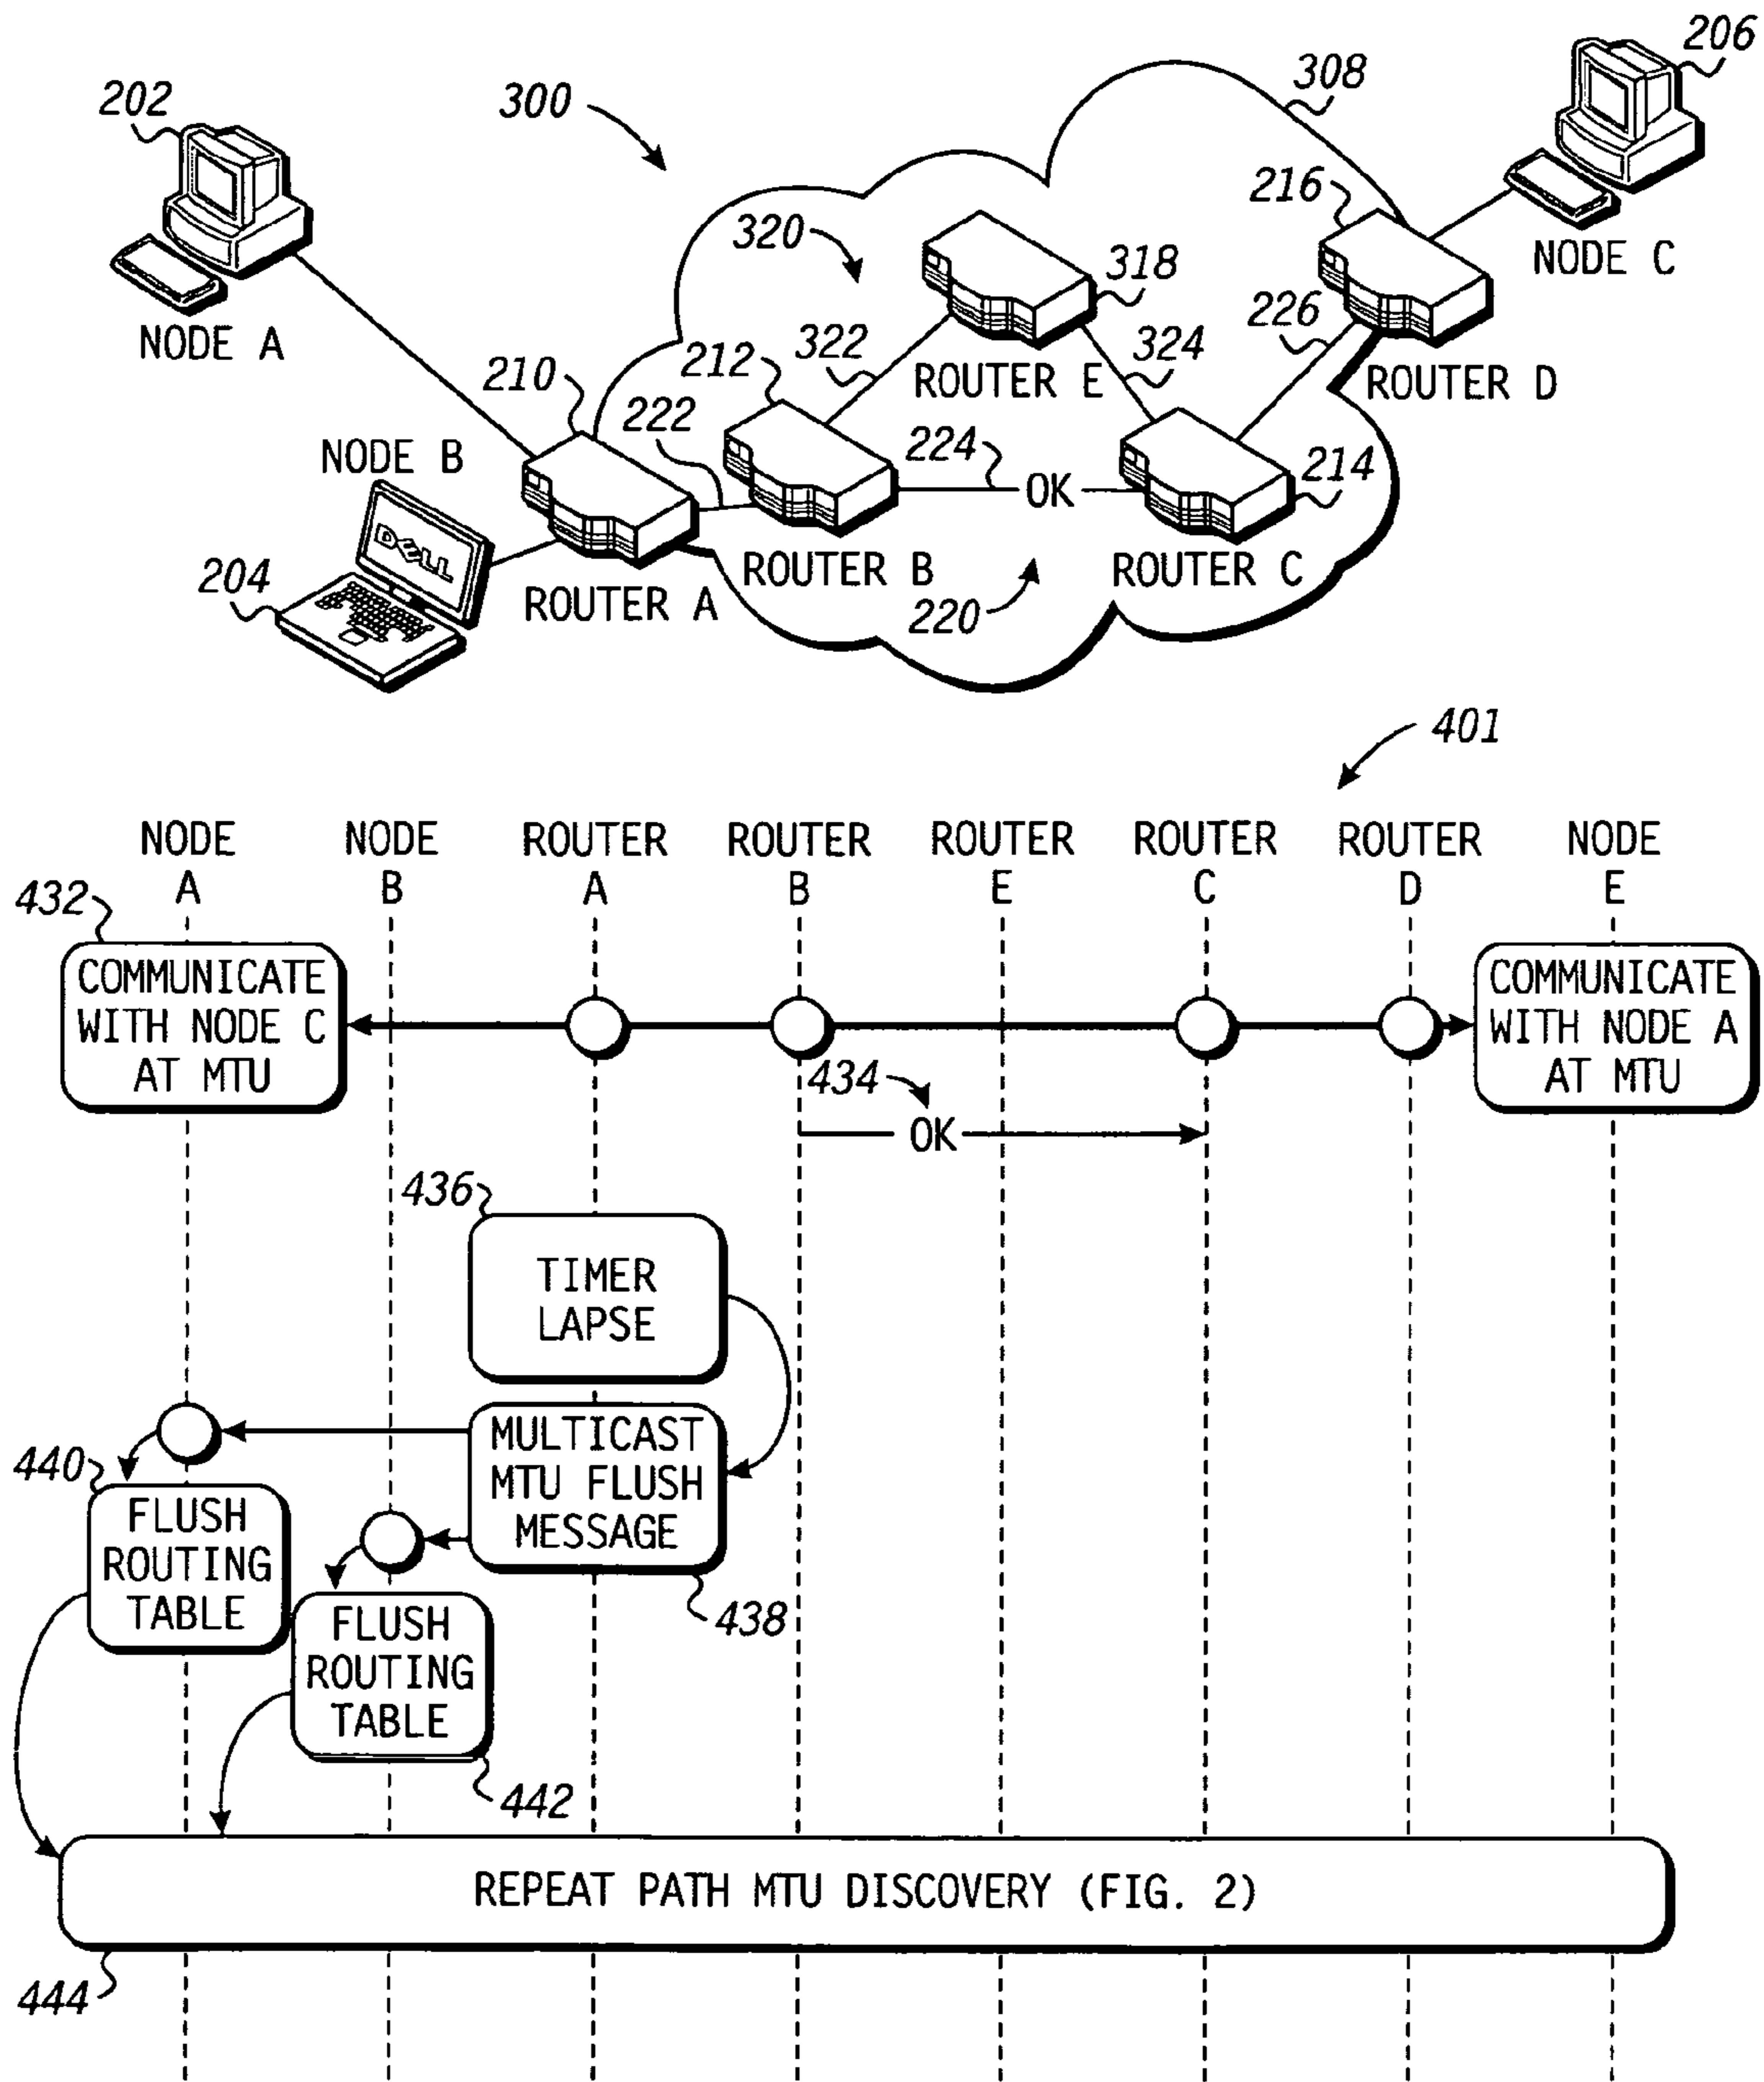 202
300
308
206
216
320
318
NODE C
226
NODE A
322
324
212
210
ROUTER E
ROUTER D
222
NODE B
224
OK
214
DELL
204
ROUTER B
ROUTER C
ROUTER A
220
401
NODE A
NODE B
ROUTER A
ROUTER B
ROUTER E
ROUTER C
ROUTER D
NODE E
432
COMMUNICATE
WITH NODE C
AT MTU
COMMUNICATE
WITH NODE A
AT MTU
434
OK
436
TIMER
LAPSE
MULTICAST
MTU FLUSH
MESSAGE
438
440
FLUSH
ROUTING
TABLE
FLUSH
ROUTING
TABLE
442
REPEAT PATH MTU DISCOVERY (FIG. 2)
444